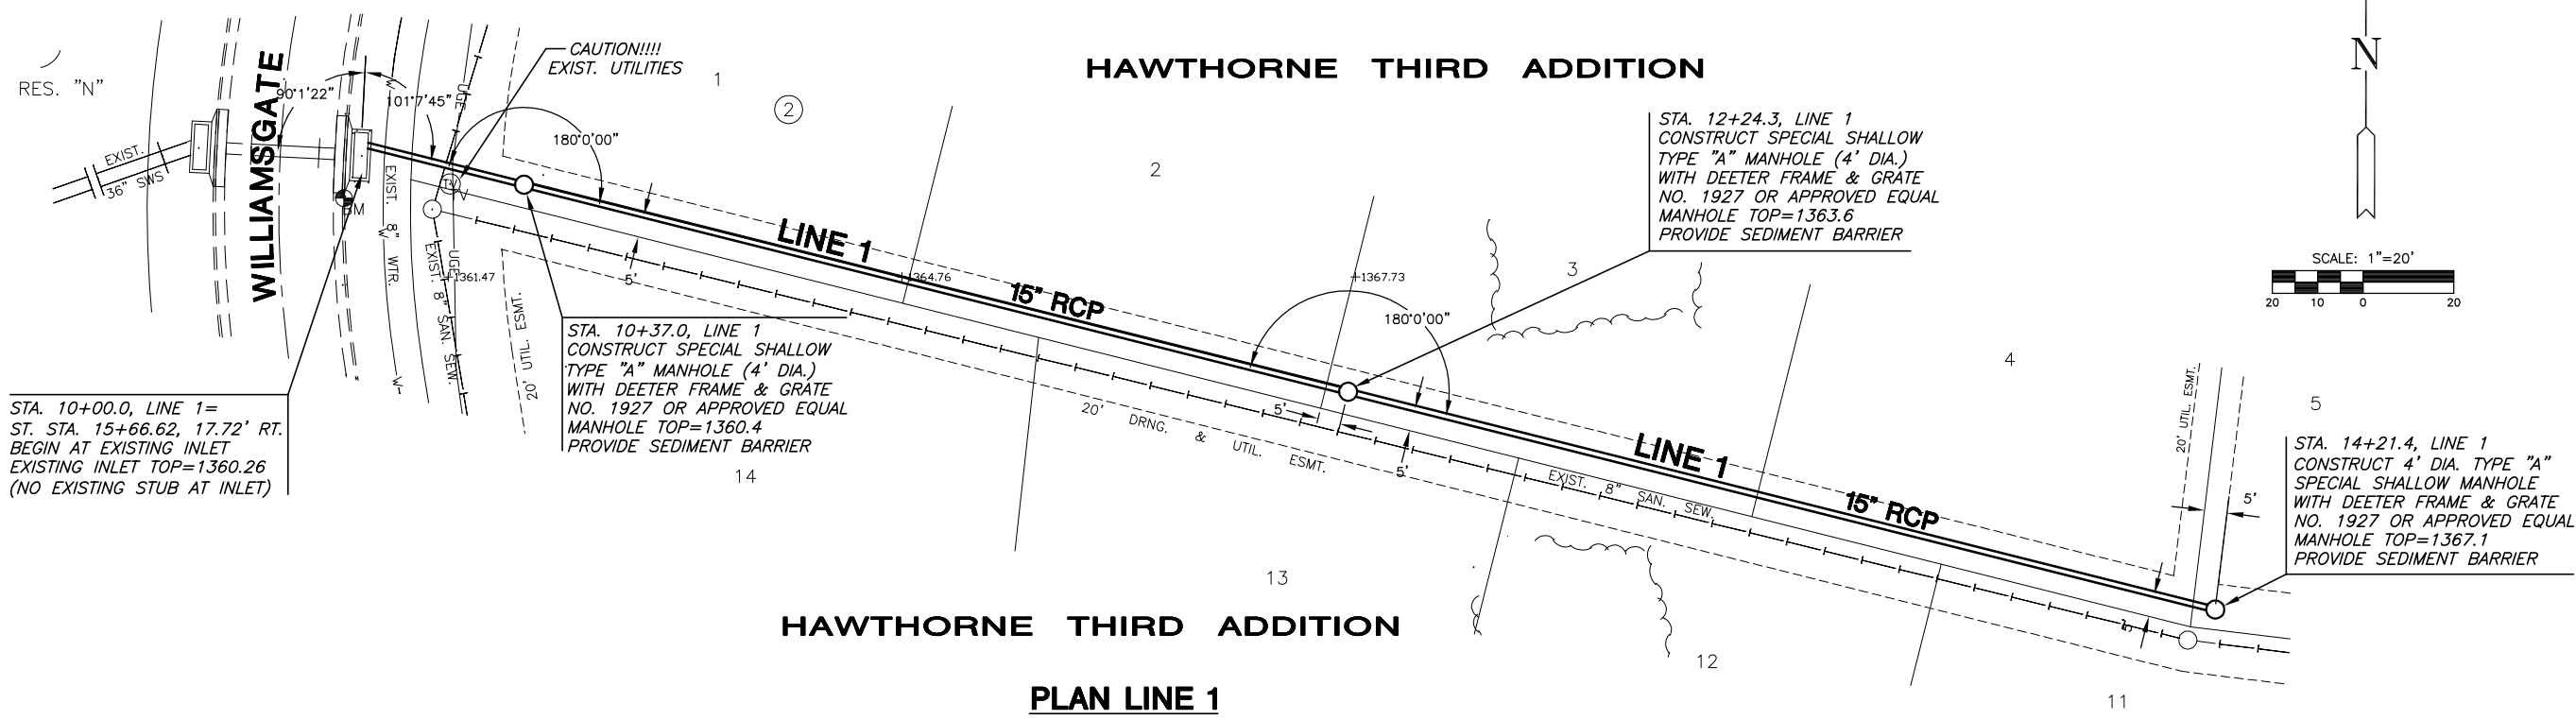 RES. "N"
WILLIAMSGATE
90°1'22"
101°7'45"
EXIST.
36" SWS
BM
CAUTION!!!!
EXIST. UTILITIES
UGE
TV
180°0'00"
1
2
HAWTHORNE THIRD ADDITION
2
W
EXIST. 8" WTR.
W
W
UGE
EXIST. 8" SAN. SEW.
1361.47
20' UTIL. ESMT.
5'
LINE 1
1364.76
15" RCP
STA. 12+24.3, LINE 1
CONSTRUCT SPECIAL SHALLOW
TYPE "A" MANHOLE (4' DIA.)
WITH DEETER FRAME & GRATE
NO. 1927 OR APPROVED EQUAL
MANHOLE TOP=1363.6
PROVIDE SEDIMENT BARRIER
N
SCALE: 1"=20'
20 10 0 20
3
1367.73
180°0'00"
4
5
STA. 10+00.0, LINE 1=
ST. STA. 15+66.62, 17.72' RT.
BEGIN AT EXISTING INLET
EXISTING INLET TOP=1360.26
(NO EXISTING STUB AT INLET)
STA. 10+37.0, LINE 1
CONSTRUCT SPECIAL SHALLOW
TYPE "A" MANHOLE (4' DIA.)
WITH DEETER FRAME & GRATE
NO. 1927 OR APPROVED EQUAL
MANHOLE TOP=1360.4
PROVIDE SEDIMENT BARRIER
14
5'
20' DRNG. & UTIL. ESMT.
5'
LINE 1
EXIST. 8" SAN. SEW.
15" RCP
20' UTIL. ESMT.
5'
STA. 14+21.4, LINE 1
CONSTRUCT 4' DIA. TYPE "A"
SPECIAL SHALLOW MANHOLE
WITH DEETER FRAME & GRATE
NO. 1927 OR APPROVED EQUAL
MANHOLE TOP=1367.1
PROVIDE SEDIMENT BARRIER
13
5'
HAWTHORNE THIRD ADDITION
12
11
PLAN LINE 1